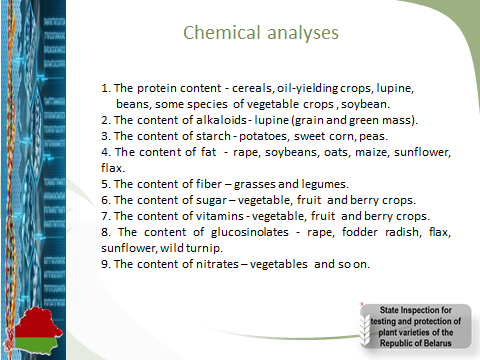 Chemical analyses
1. The protein content - cereals, oil-yielding crops, lupine,
beans, some species of vegetable crops , soybean.
2. The content of alkaloids - lupine (grain and green mass).
3. The content of starch - potatoes, sweet corn, peas.
4. The content of fat - rape, soybeans, oats, maize, sunflower,
flax.
5. The content of fiber – grasses and legumes.
6. The content of sugar – vegetable, fruit and berry crops.
7. The content of vitamins - vegetable, fruit and berry crops.
8. The content of glucosinolates - rape, fodder radish, flax,
sunflower, wild turnip.
9. The content of nitrates – vegetables and so on.
State Inspection for
testing and protection of
plant varieties of the
Republic of Belarus